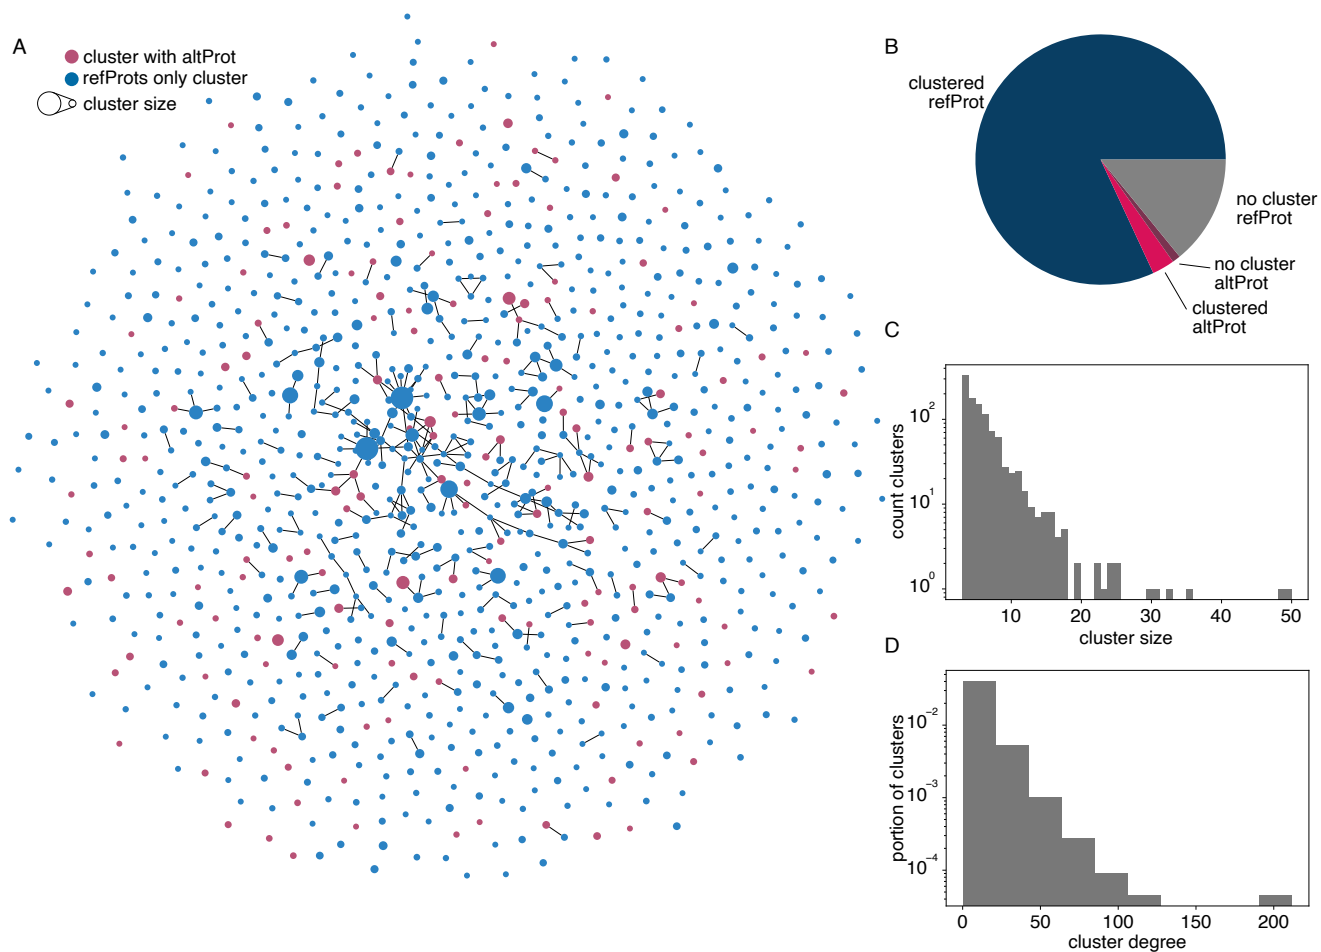 A
cluster with altProt
refProts only cluster
cluster size
B
clustered
refProt
no cluster
refProt
no cluster
altProt
clustered
altProt
C
10²
10¹
10⁰
count clusters
10
20
30
40
50
cluster size
D
10⁻²
10⁻³
10⁻⁴
portion of clusters
0
50
100
150
200
cluster degree